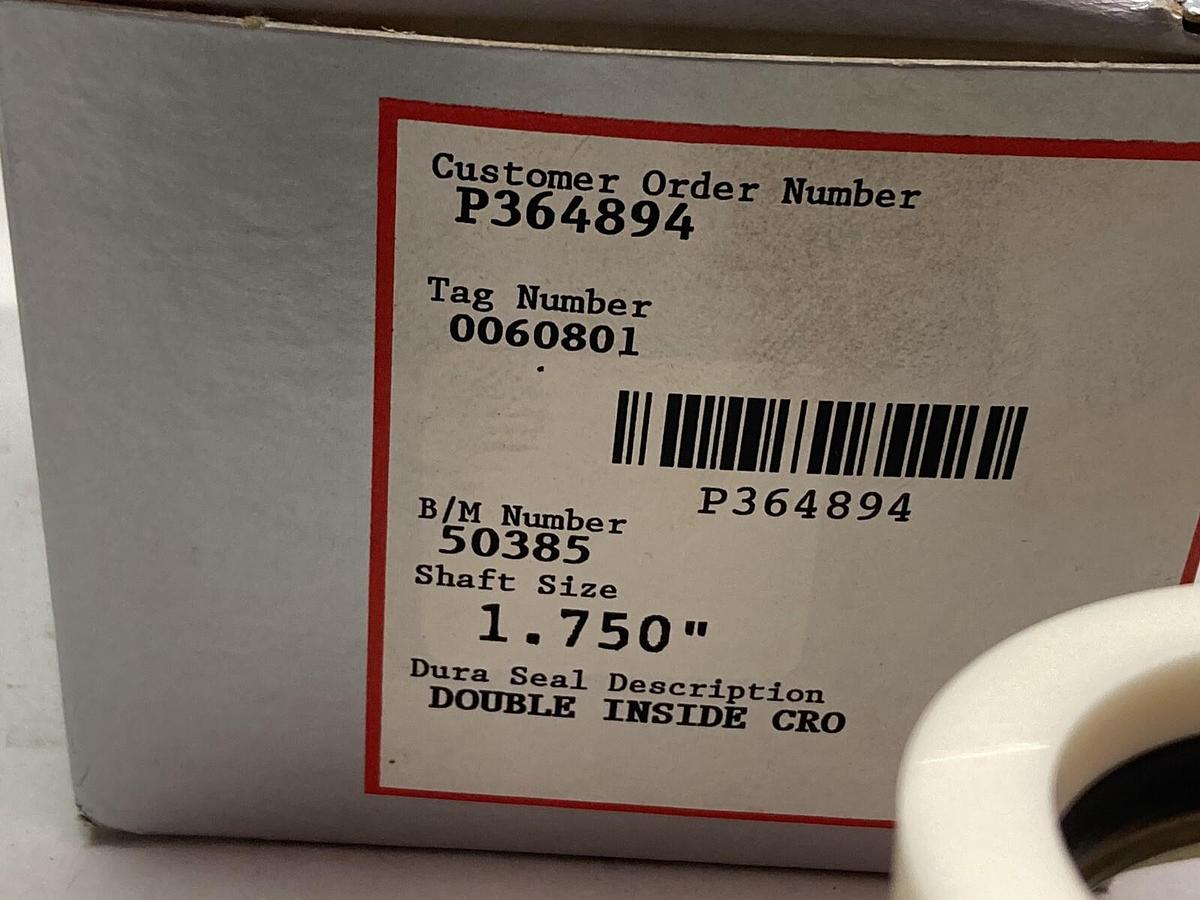 Customer Order Number
P364894
Tag Number
0060801
P364894
B/M Number
50385
Shaft Size
1.750"
Dura Seal Description
DOUBLE INSIDE CRO